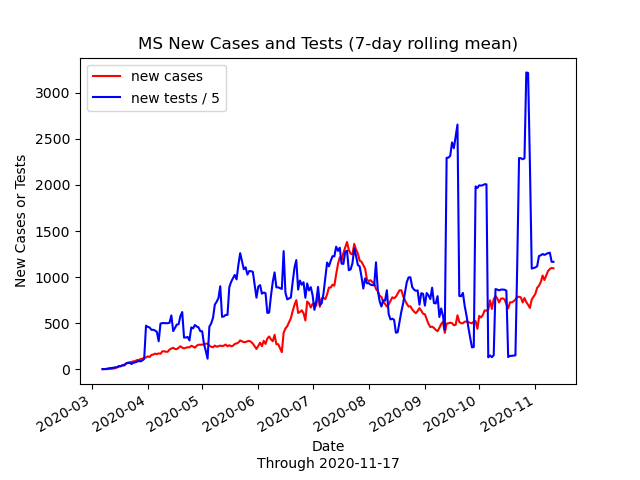 MS New Cases and Tests (7-day rolling mean)
new cases
new tests / 5
New Cases or Tests
3000
2500
2000
1500
1000
500
0
2020-03
2020-04
2020-05
2020-06
2020-07
2020-08
2020-09
2020-10
2020-11
Date
Through 2020-11-17